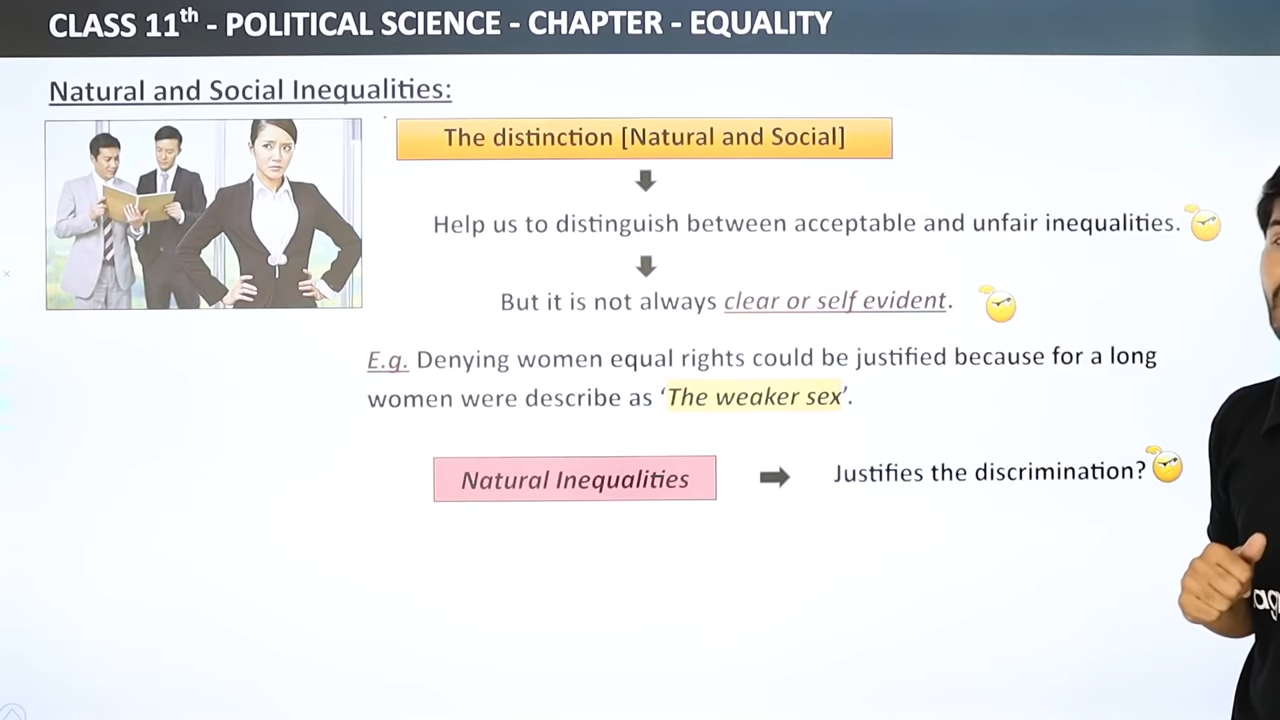 CLASS 11th - POLITICAL SCIENCE - CHAPTER - EQUALITY
Natural and Social Inequalities:
The distinction [Natural and Social]
Help us to distinguish between acceptable and unfair inequalities.
But it is not always clear or self evident.
E.g. Denying women equal rights could be justified because for a long
women were describe as ‘The weaker sex’.
Natural Inequalities
Justifies the discrimination?